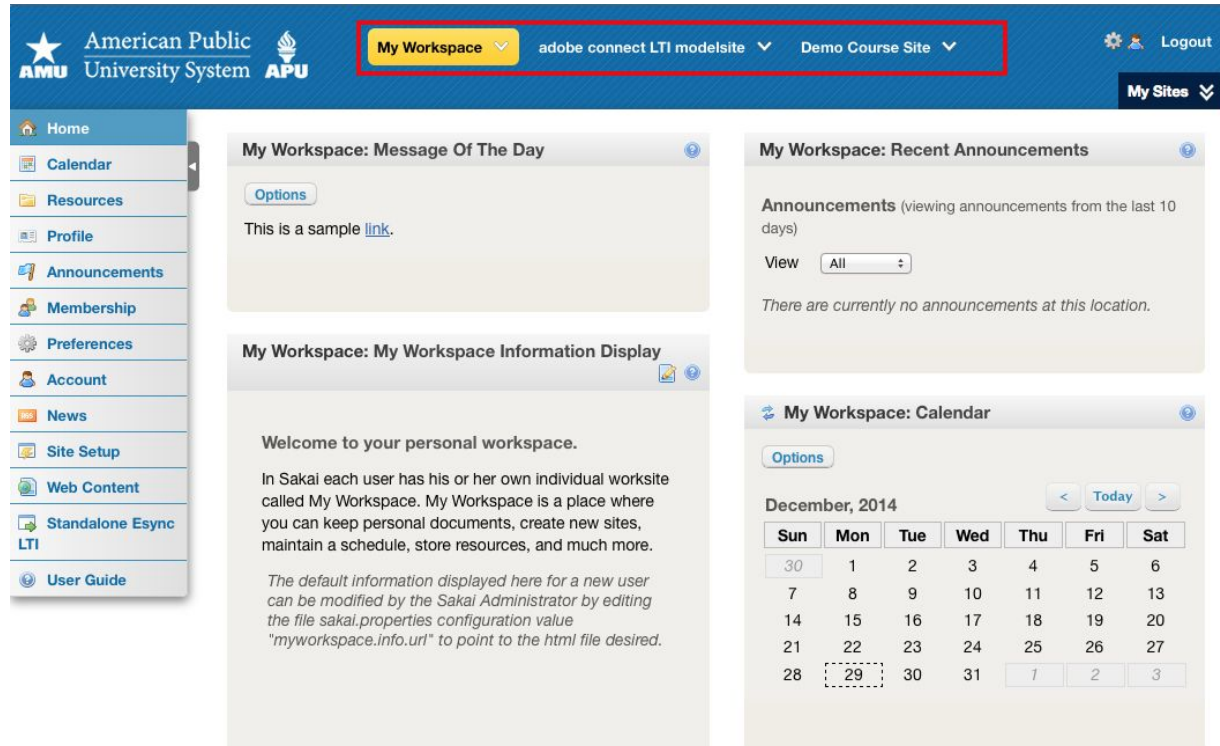 American Public
University System
AMU
APU
My Workspace
adobe connect LTI modelsite
Demo Course Site
Logout
My Sites
Home
Calendar
Resources
Profile
Announcements
Membership
Preferences
Account
News
Site Setup
Web Content
Standalone Esync
LTI
User Guide
My Workspace: Message Of The Day
Options
This is a sample link.
My Workspace: My Workspace Information Display
Welcome to your personal workspace.
In Sakai each user has his or her own individual worksite
called My Workspace. My Workspace is a place where
you can keep personal documents, create new sites,
maintain a schedule, store resources, and much more.
The default information displayed here for a new user
can be modified by the Sakai Administrator by editing
the file sakai.properties configuration value
"myworkspace.info.url" to point to the html file desired.
My Workspace: Recent Announcements
Announcements (viewing announcements from the last 10
days)
View All
There are currently no announcements at this location.
My Workspace: Calendar
Options
December, 2014
< Today >
Sun Mon Tue Wed Thu Fri Sat
30 1 2 3 4 5 6
7 8 9 10 11 12 13
14 15 16 17 18 19 20
21 22 23 24 25 26 27
28 29 30 31 1 2 3